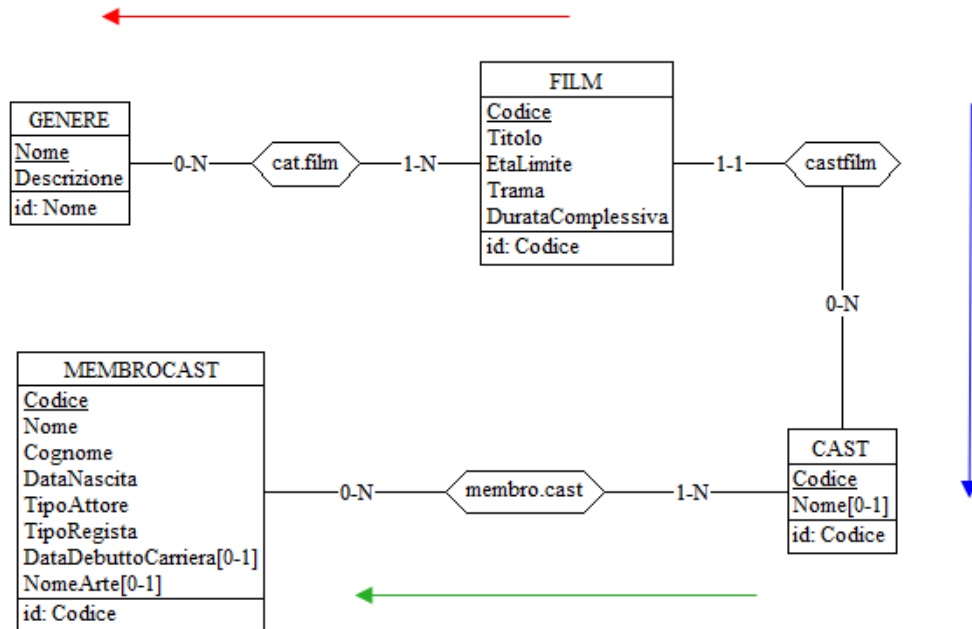 FILM
Codice
Titolo
EtaLimite
Trama
DurataComplessiva
id: Codice
GENERE
Nome
Descrizione
id: Nome
0-N
cat.film
1-N
1-1
castfilm
0-N
MEMBROCAST
Codice
Nome
Cognome
DataNascita
TipoAttore
TipoRegista
DataDebuttoCarriera[0-1]
NomeArte[0-1]
id: Codice
0-N
membro.cast
1-N
CAST
Codice
Nome[0-1]
id: Codice